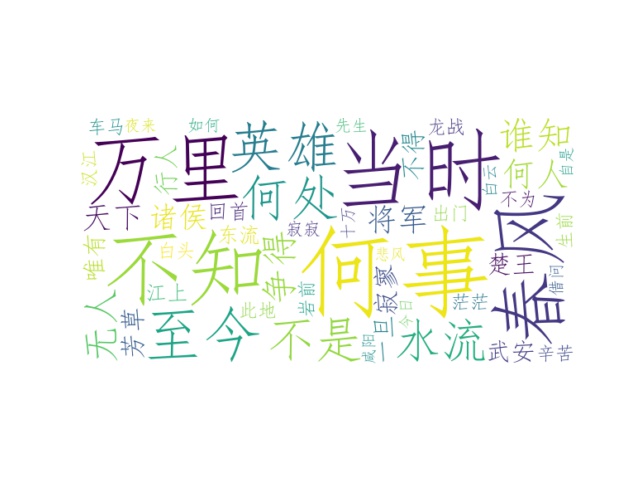 车马
夜来
如何
先生
龙战
谁知
汉江
万里
行人
英雄
何处
当时
不得
白云
何人
自是
天下
诸侯
回首
十万
将军
出门
不为
春风
生前
唯有
白头
东流
寂寂
悲风
不知
争得
何事
寂寥
楚王
借问
无人
江上
此地
岩前
一旦
今日
茫茫
芳草
至今
不是
咸阳
水流
武安
辛苦